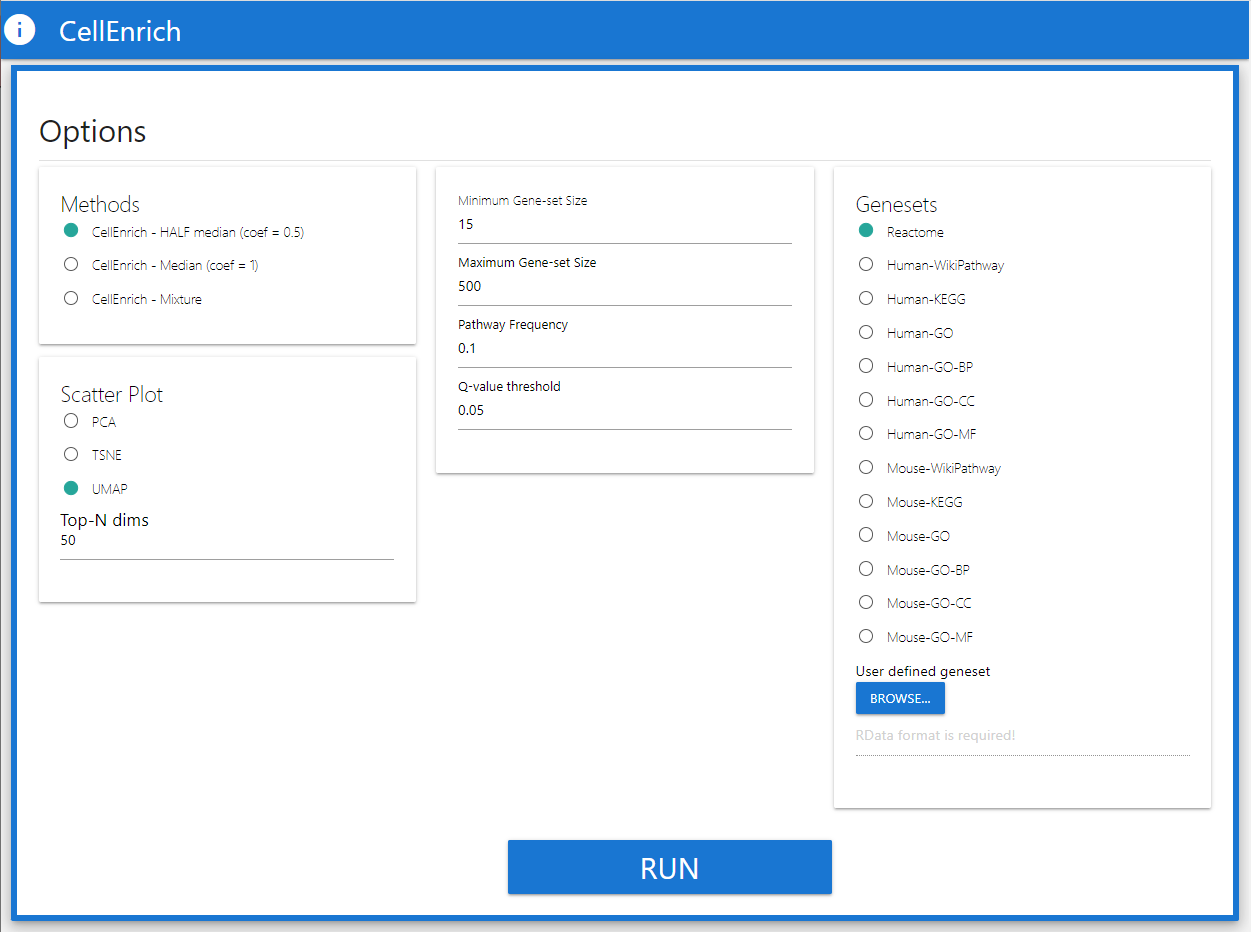 i CellEnrich
Options
Methods
CellEnrich - HALF median (coef = 0.5)
CellEnrich - Median (coef = 1)
CellEnrich - Mixture
Scatter Plot
PCA
TSNE
UMAP
Top-N dims
50
Minimum Gene-set Size
15
Maximum Gene-set Size
500
Pathway Frequency
0.1
Q-value threshold
0.05
Genesets
Reactome
Human-WikiPathway
Human-KEGG
Human-GO
Human-GO-BP
Human-GO-CC
Human-GO-MF
Mouse-WikiPathway
Mouse-KEGG
Mouse-GO
Mouse-GO-BP
Mouse-GO-CC
Mouse-GO-MF
User defined geneset
BROWSE...
RData format is required!
RUN